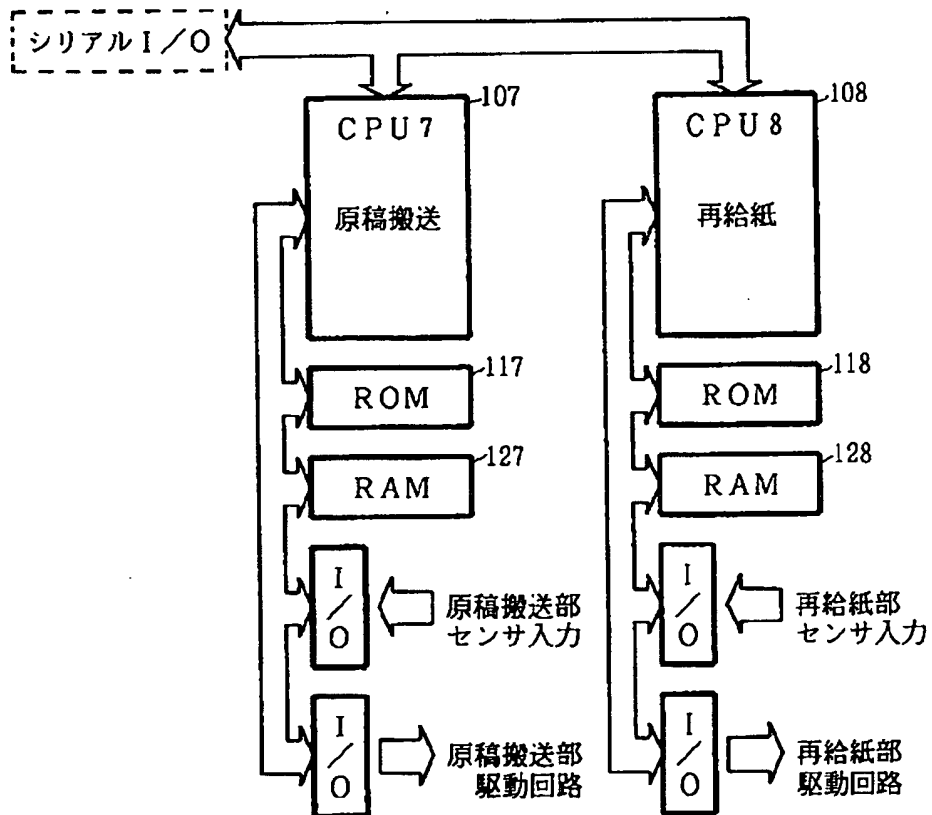 シリアルI/O
107
CPU7
原稿搬送
117
ROM
127
RAM
I/O
原稿搬送部
センサ入力
I/O
原稿搬送部
駆動回路
108
CPU8
再給紙
118
ROM
128
RAM
I/O
再給紙部
センサ入力
I/O
再給紙部
駆動回路